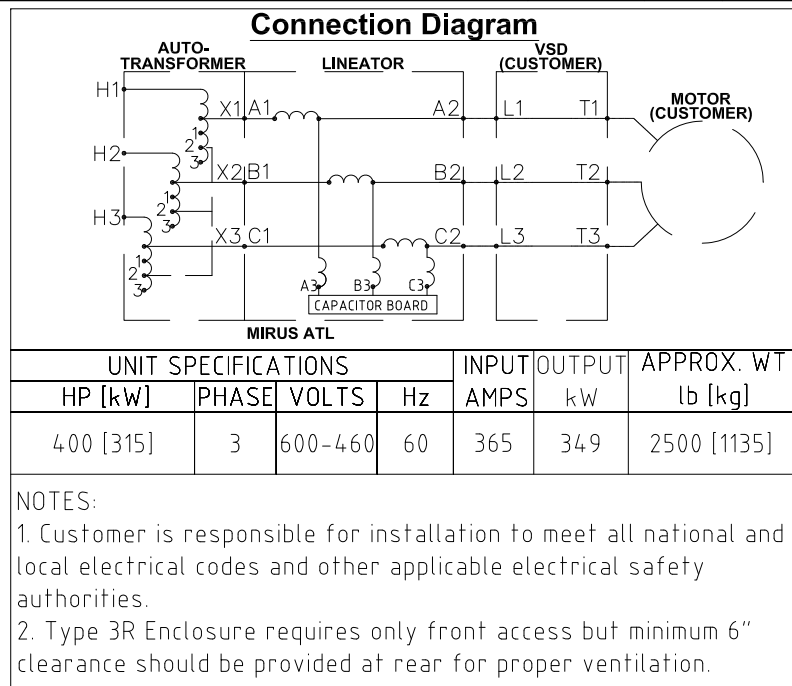 Connection Diagram
AUTO-
TRANSFORMER
LINEATOR
VSD
(CUSTOMER)
MOTOR
(CUSTOMER)
H1
X1 A1
A2
L1
T1
1
2
3
H2
X2 B1
B2
L2
T2
1
2
3
H3
X3 C1
C2
L3
T3
1
2
3
A3
B3
C3
CAPACITOR BOARD
MIRUS ATL
UNIT SPECIFICATIONS
INPUT
OUTPUT
APPROX. WT
HP [kW]
PHASE
VOLTS
Hz
AMPS
kW
lb [kg]
400 [315]
3
600-460
60
365
349
2500 [1135]
NOTES:
1. Customer is responsible for installation to meet all national and
local electrical codes and other applicable electrical safety
authorities.
2. Type 3R Enclosure requires only front access but minimum 6"
clearance should be provided at rear for proper ventilation.